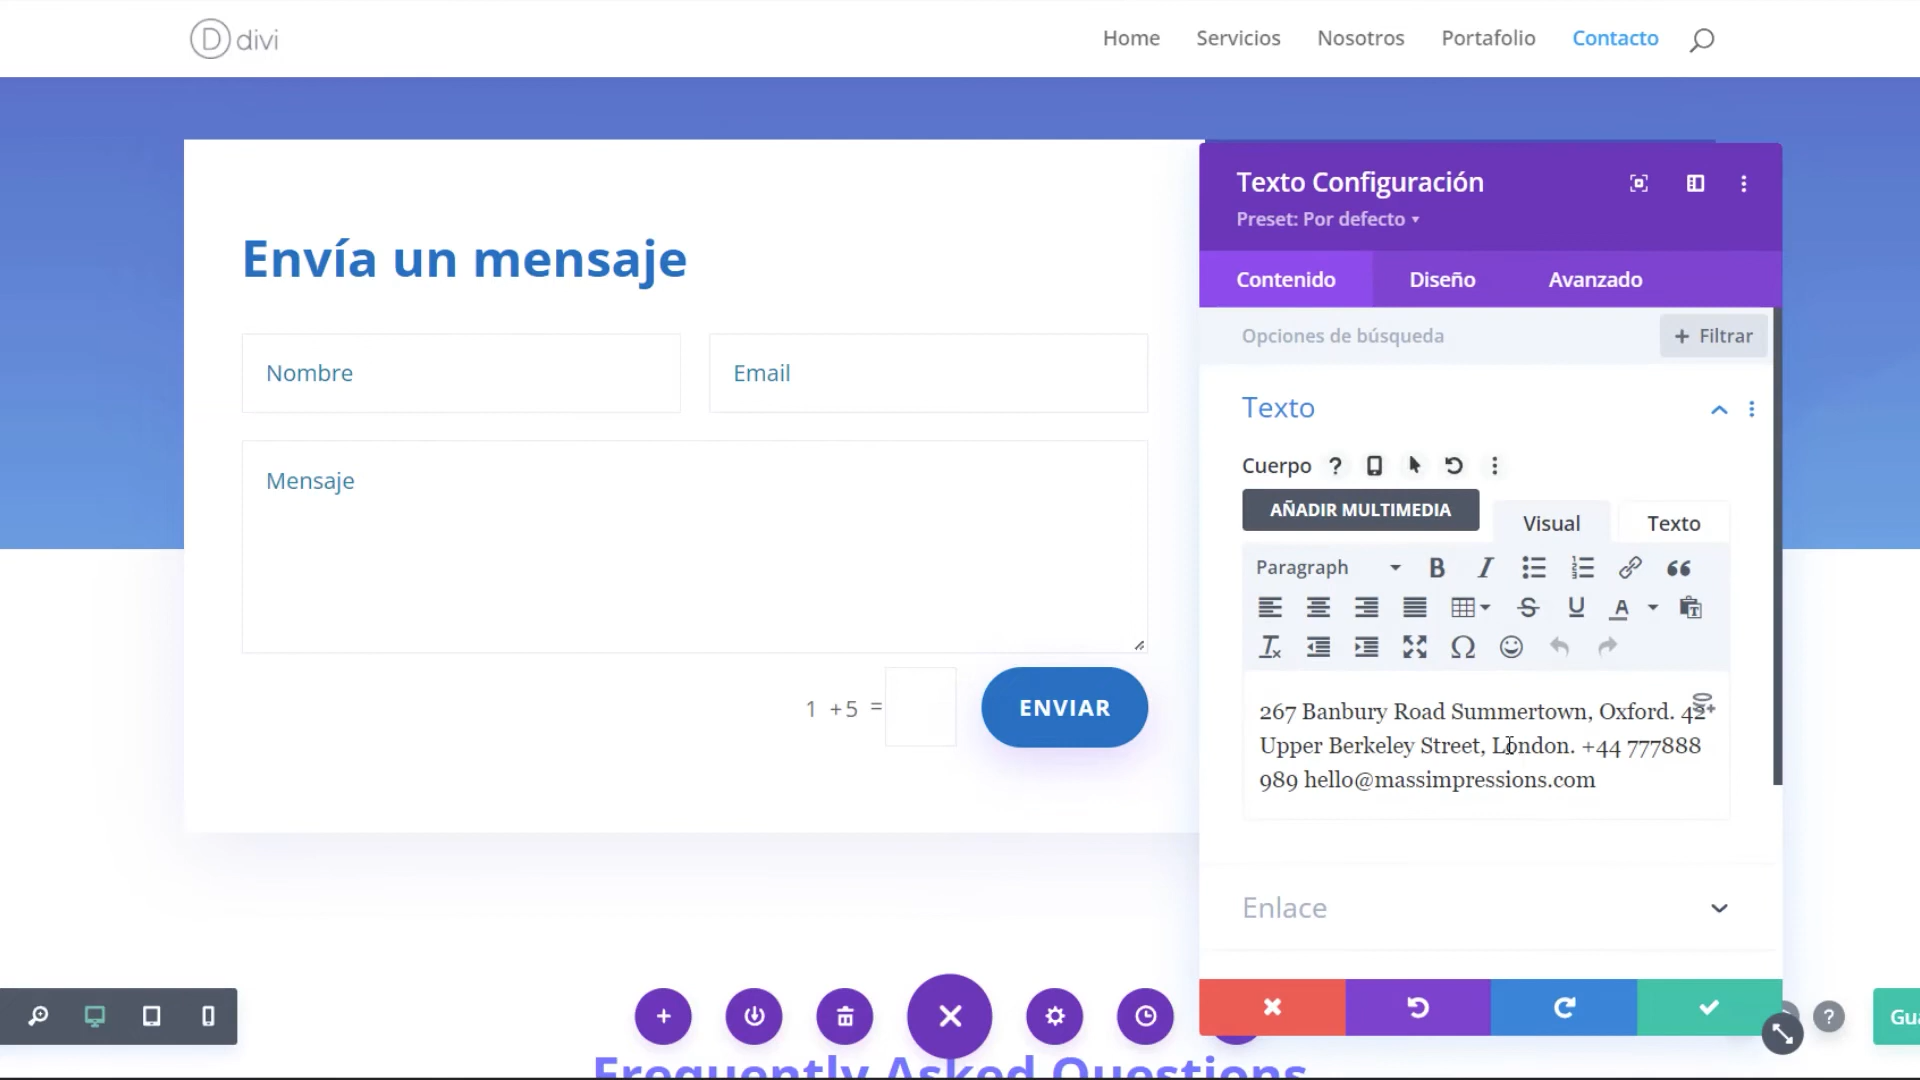 D divi
Home Servicios Nosotros Portafolio Contacto
Envía un mensaje
Nombre Email
Mensaje
1 +5 =
ENVIAR
Texto Configuración
Preset: Por defecto
Contenido Diseño Avanzado
Opciones de búsqueda + Filtrar
Texto
Cuerpo ?
AÑADIR MULTIMEDIA Visual Texto
Paragraph B I
A
267 Banbury Road Summertown, Oxford. 42
Upper Berkeley Street, London. +44 777888
989 hello@massimpressions.com
Enlace
? Gua
Frequently Asked Questions